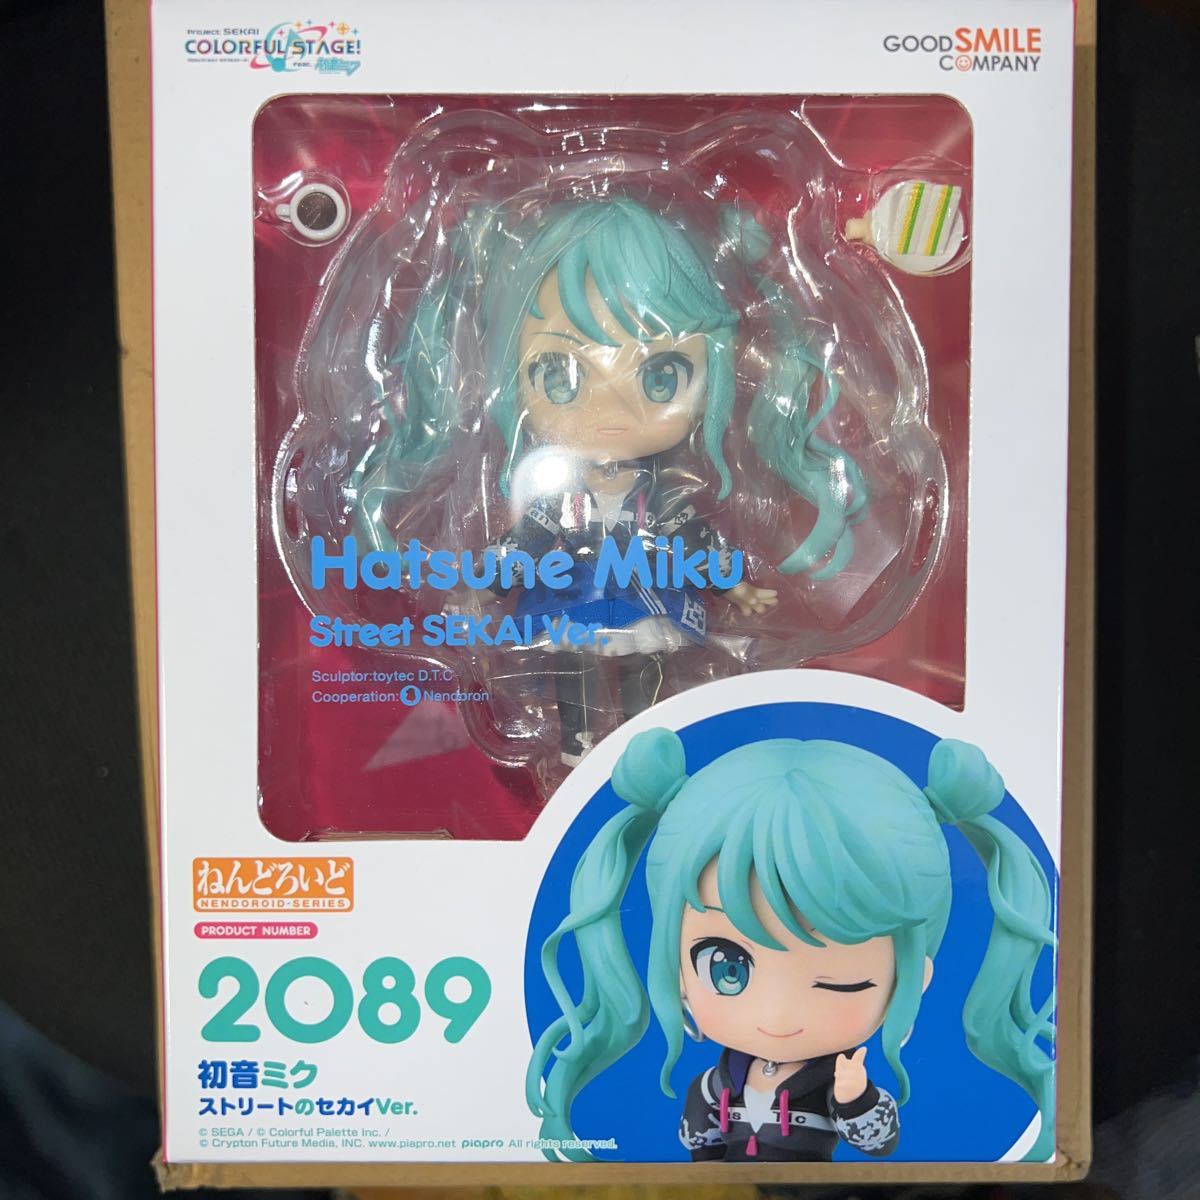 Project SEKAI
COLORFUL STAGE!
feat. 初音ミク
GOOD SMILE
COMPANY
Hatsune Miku
Street SEKAI Ver.
Sculptor:toytec D.T.C
Cooperation: Nendoron
ねんどろいど
NENDOROID-SERIES
PRODUCT NUMBER
2089
初音ミク
ストリートのセカイVer.
© SEGA / © Colorful Palette Inc. /
© Crypton Future Media, INC. www.piapro.net piapro All rights reserved.